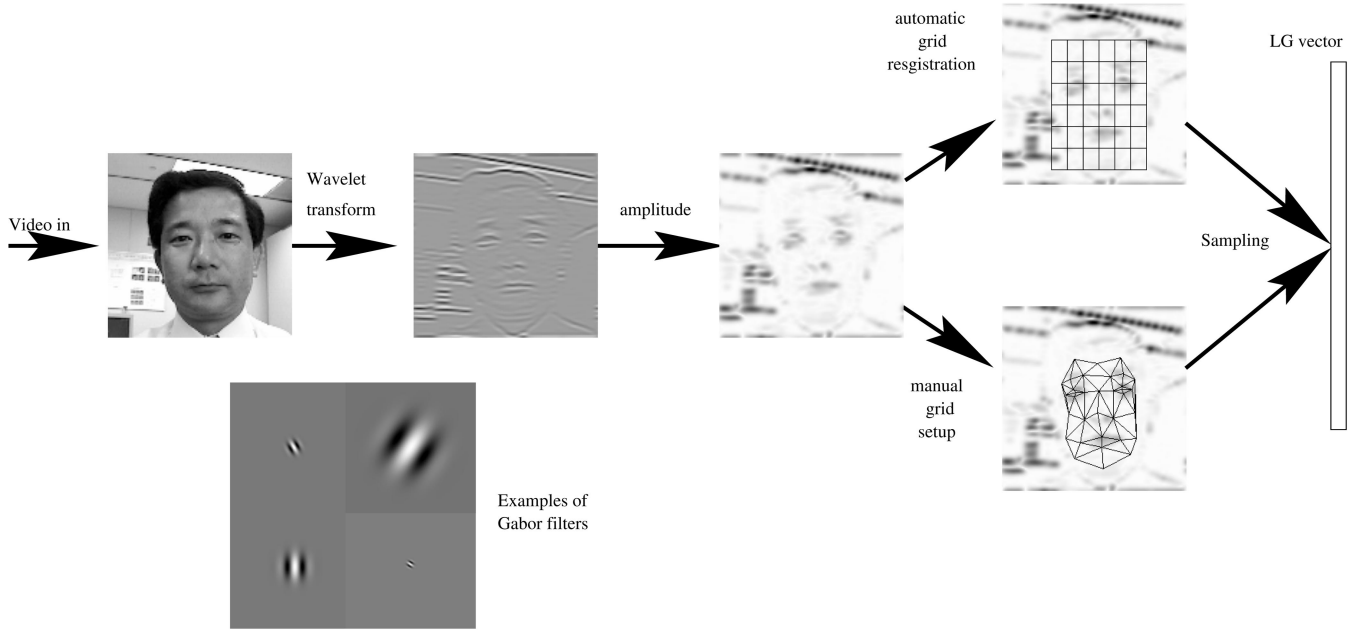 Video in
Wavelet
transform
amplitude
automatic
grid
resgistration
manual
grid
setup
Sampling
LG vector
Examples of
Gabor filters